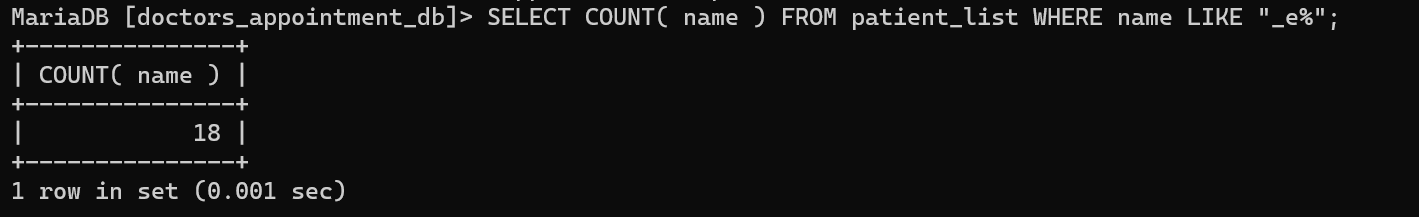 MariaDB [doctors_appointment_db]> SELECT COUNT( name ) FROM patient_list WHERE name LIKE "_e%";
+---------------+
| COUNT( name ) |
+---------------+
|            18 |
+---------------+
1 row in set (0.001 sec)